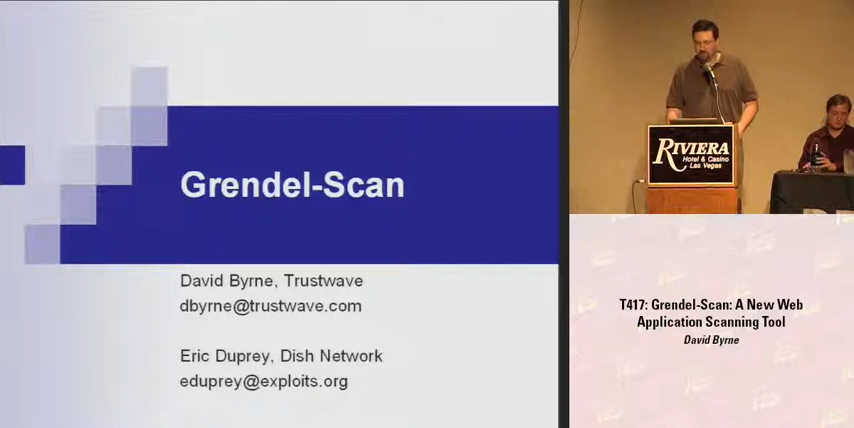 Grendel-Scan
David Byrne, Trustwave
dbyrne@trustwave.com
Eric Duprey, Dish Network
eduprey@exploits.org
RIVIERA
Hotel & Casino
Las Vegas
T417: Grendel-Scan: A New Web
Application Scanning Tool
David Byrne